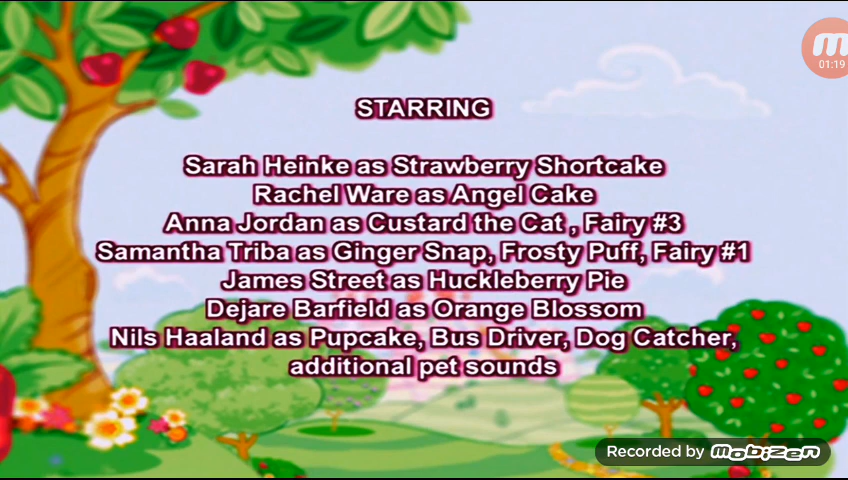 STARRING
Sarah Heinke as Strawberry Shortcake
Rachel Ware as Angel Cake
Anna Jordan as Custard the Cat , Fairy #3
Samantha Triba as Ginger Snap, Frosty Puff, Fairy #1
James Street as Huckleberry Pie
Dejare Barfield as Orange Blossom
Nils Haaland as Pupcake, Bus Driver, Dog Catcher,
additional pet sounds
01:19
Recorded by Mobizen